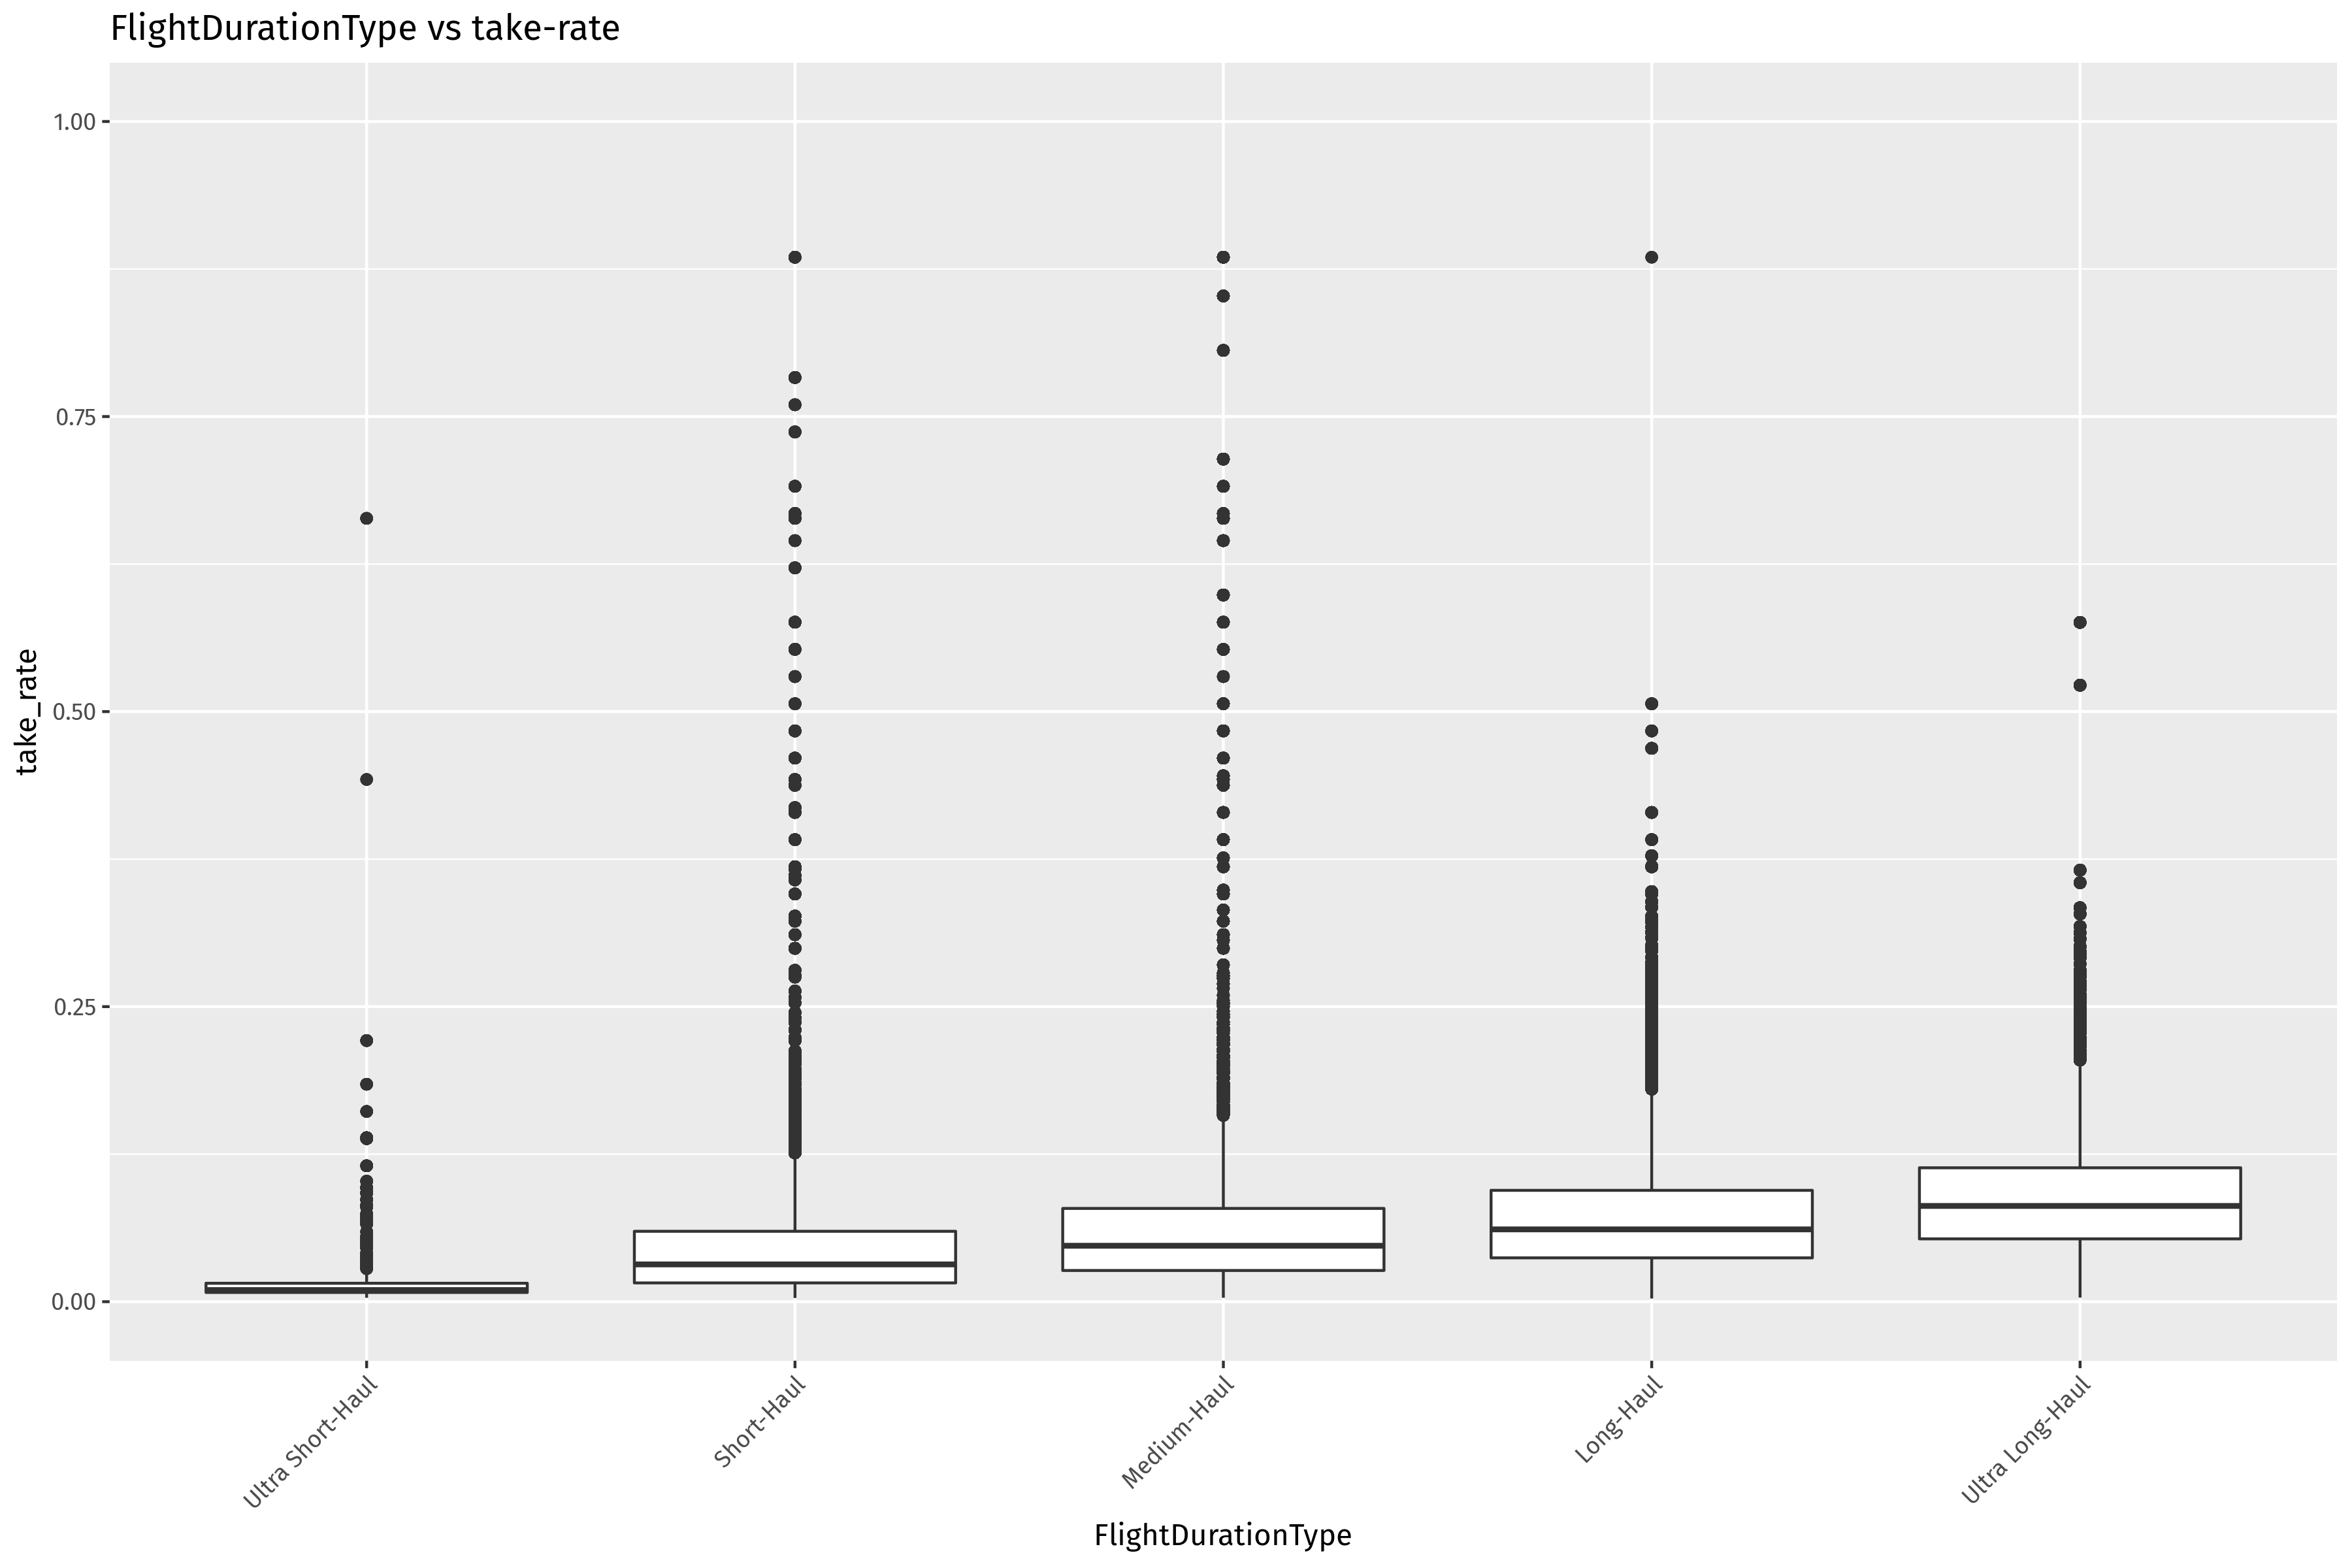 FlightDurationType vs take-rate
1.00
0.75
0.50
0.25
0.00
take_rate
Ultra Short-Haul
Short-Haul
Medium-Haul
Long-Haul
Ultra Long-Haul
FlightDurationType